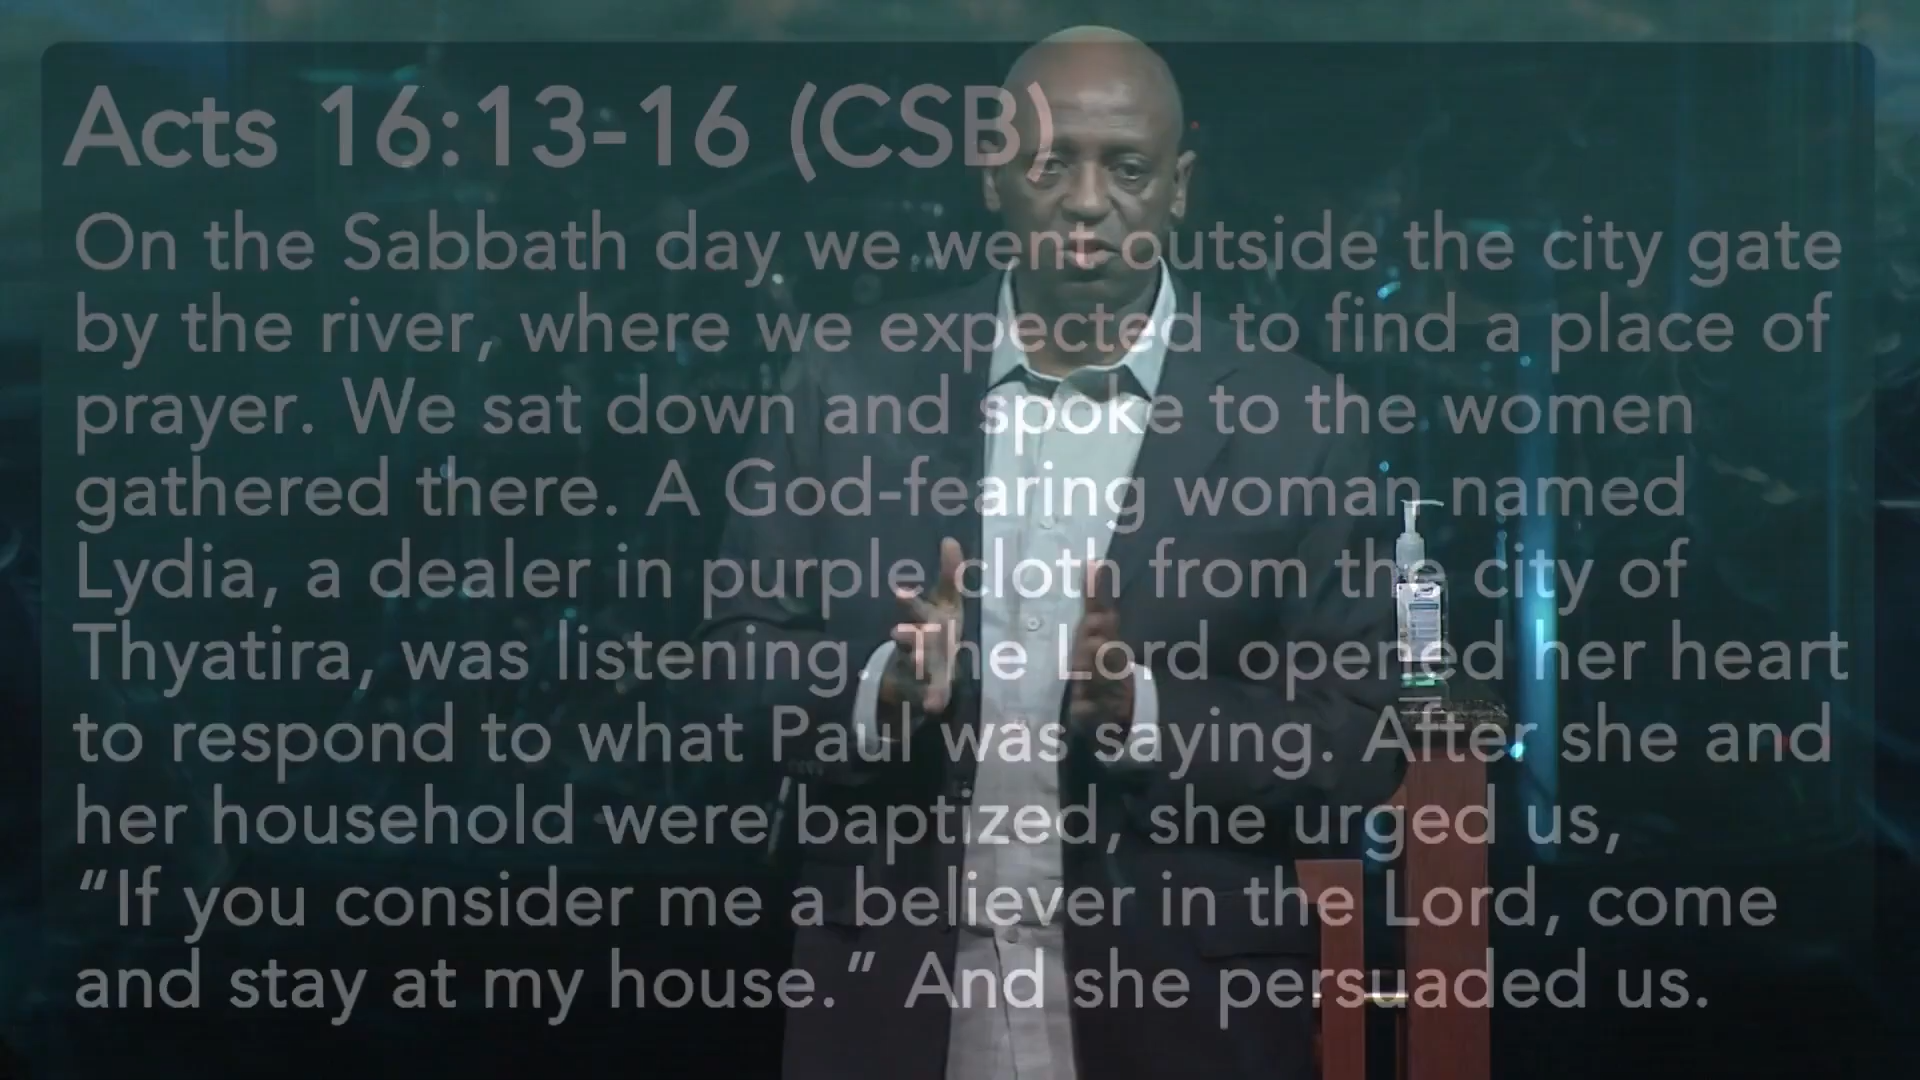 Acts 16:13-16 (CSB)
On the Sabbath day we went outside the city gate
by the river, where we expected to find a place of
prayer. We sat down and spoke to the women
gathered there. A God-fearing woman named
Lydia, a dealer in purple cloth from the city of
Thyatira, was listening. The Lord opened her heart
to respond to what Paul was saying. After she and
her household were baptized, she urged us,
“If you consider me a believer in the Lord, come
and stay at my house.” And she persuaded us.